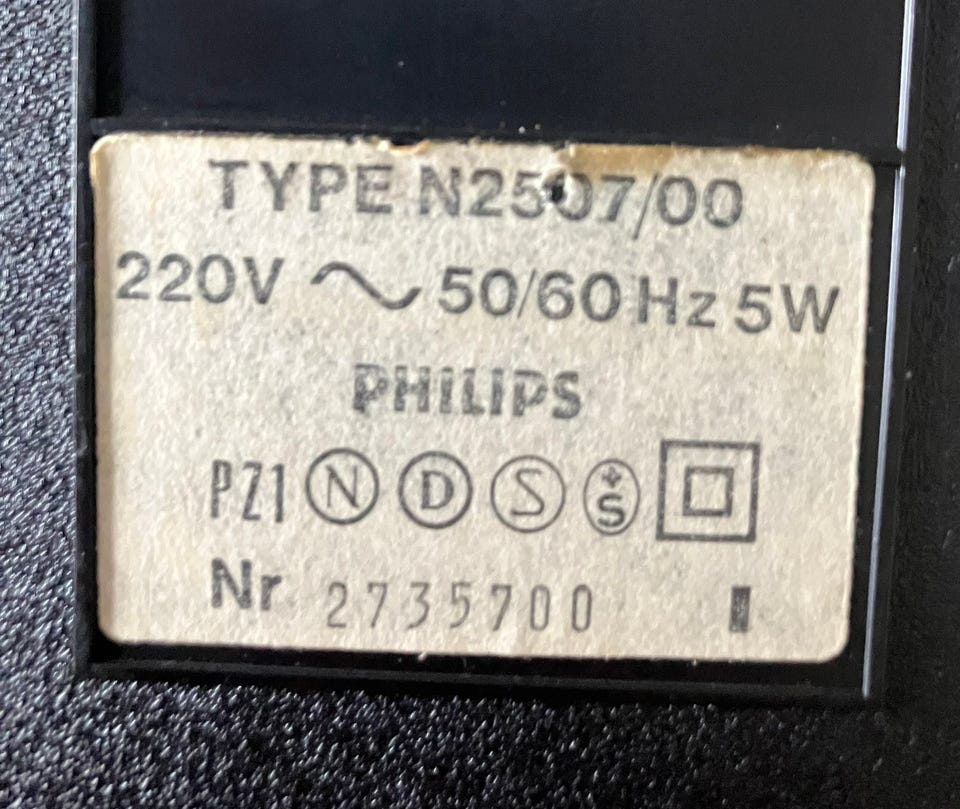 TYPE N2507/00
220V ~ 50/60 Hz 5W
PHILIPS
PZ1 N D S +S
Nr 2735700